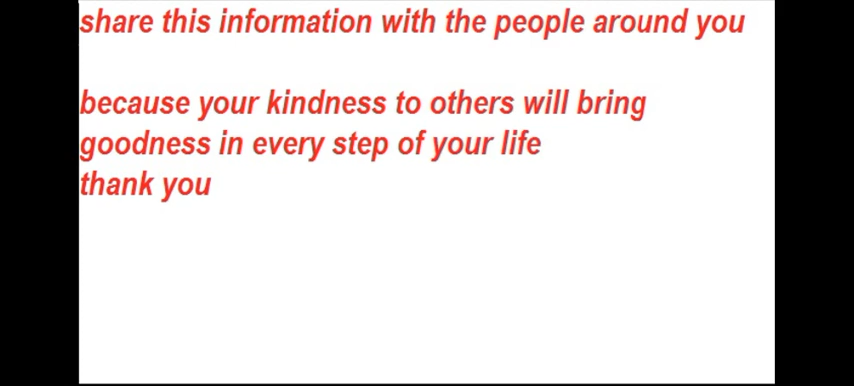 share this information with the people around you
because your kindness to others will bring
goodness in every step of your life
thank you